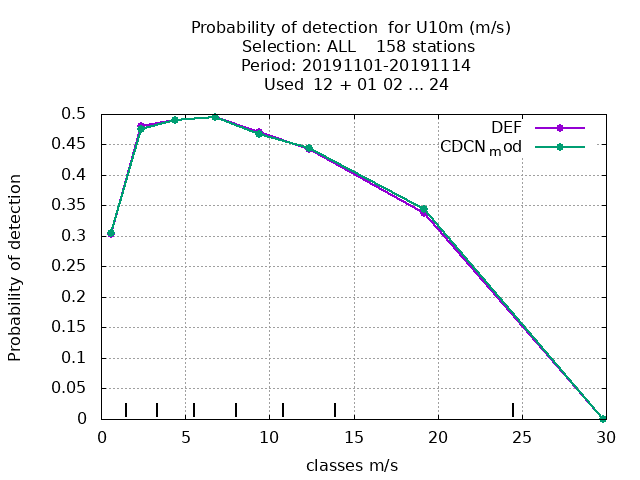 Probability of detection  for U10m (m/s)
Selection: ALL    158 stations
Period: 20191101-20191114
Used  12 + 01 02 ... 24
DEF
CDCN_mod
0.5
0.45
0.4
0.35
0.3
0.25
0.2
0.15
0.1
0.05
0
Probability of detection
0 5 10 15 20 25 30
classes m/s